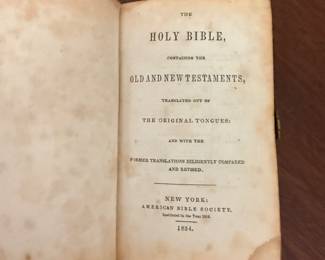 THE
HOLY BIBLE,
CONTAINING THE
OLD AND NEW TESTAMENTS,
TRANSLATED OUT OF
THE ORIGINAL TONGUES;
AND WITH THE
FORMER TRANSLATIONS DILIGENTLY COMPARED
AND REVISED.
NEW YORK:
AMERICAN BIBLE SOCIETY,
Instituted in the Year 1816.
1854.